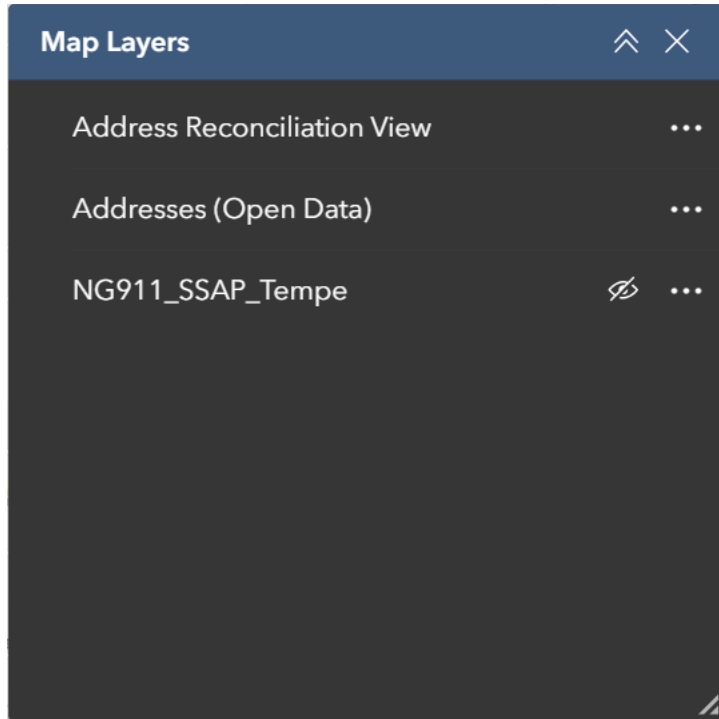 Map Layers
Address Reconciliation View
Addresses (Open Data)
NG911_SSAP_Tempe